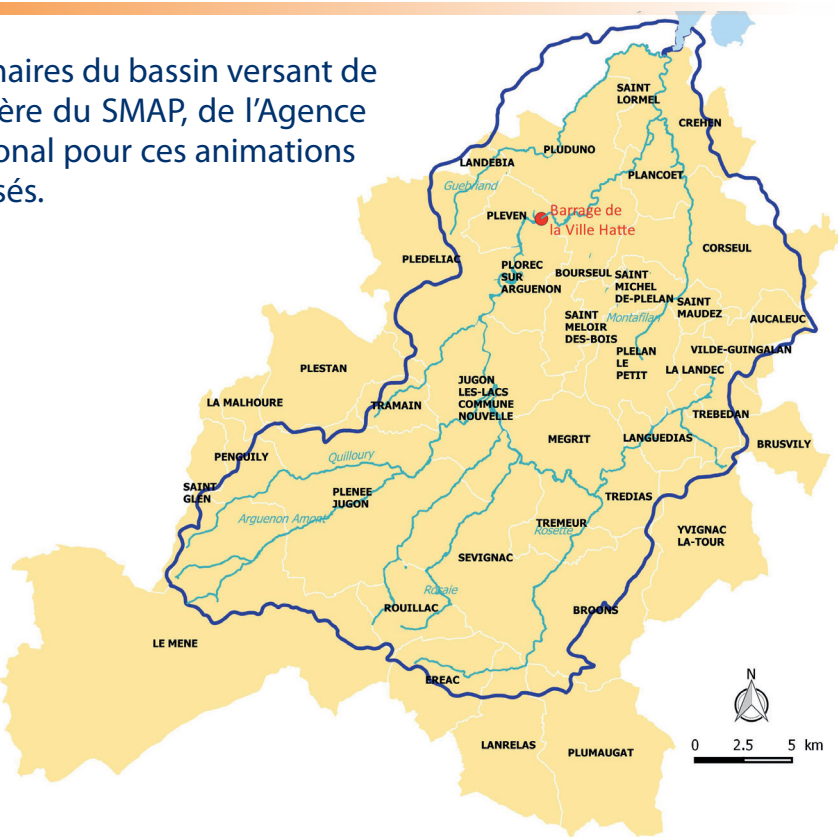 naires du bassin versant de
ère du SMAP, de l’Agence
onal pour ces animations
sés.
SAINT
LORMEL
CREHEN
PLUDUNO
LANDEBIA
PLANCOET
Guébriand
PLEVEN
Barrage de
la Ville Hatte
CORSEUL
PLEDELIAC
PLOREC
SUR
ARGUENON
BOURSEUL
SAINT
MICHEL
DE-PLELAN
SAINT
MAUDEZ
AUCALEUC
SAINT
MELOIR
DES-BOIS
Montafilan
VILDE-GUINGALAN
PLELAN
LE
PETIT
LA LANDEC
PLESTAN
JUGON
LES-LACS
COMMUNE
NOUVELLE
LA MALHOURE
TRAMAIN
TREBEDAN
MEGRIT
LANGUEDIAS
BRUSVILY
PENGUILY
Quilloury
SAINT
GLEN
PLENEE
JUGON
TREDIAS
Arguenon Amont
TREMEUR
Rosette
YVIGNAC
LA-TOUR
SEVIGNAC
Rosaie
ROUILLAC
BROONS
LE MENE
EREAC
N
LANRELAS
PLUMAUGAT
0 2.5 5 km